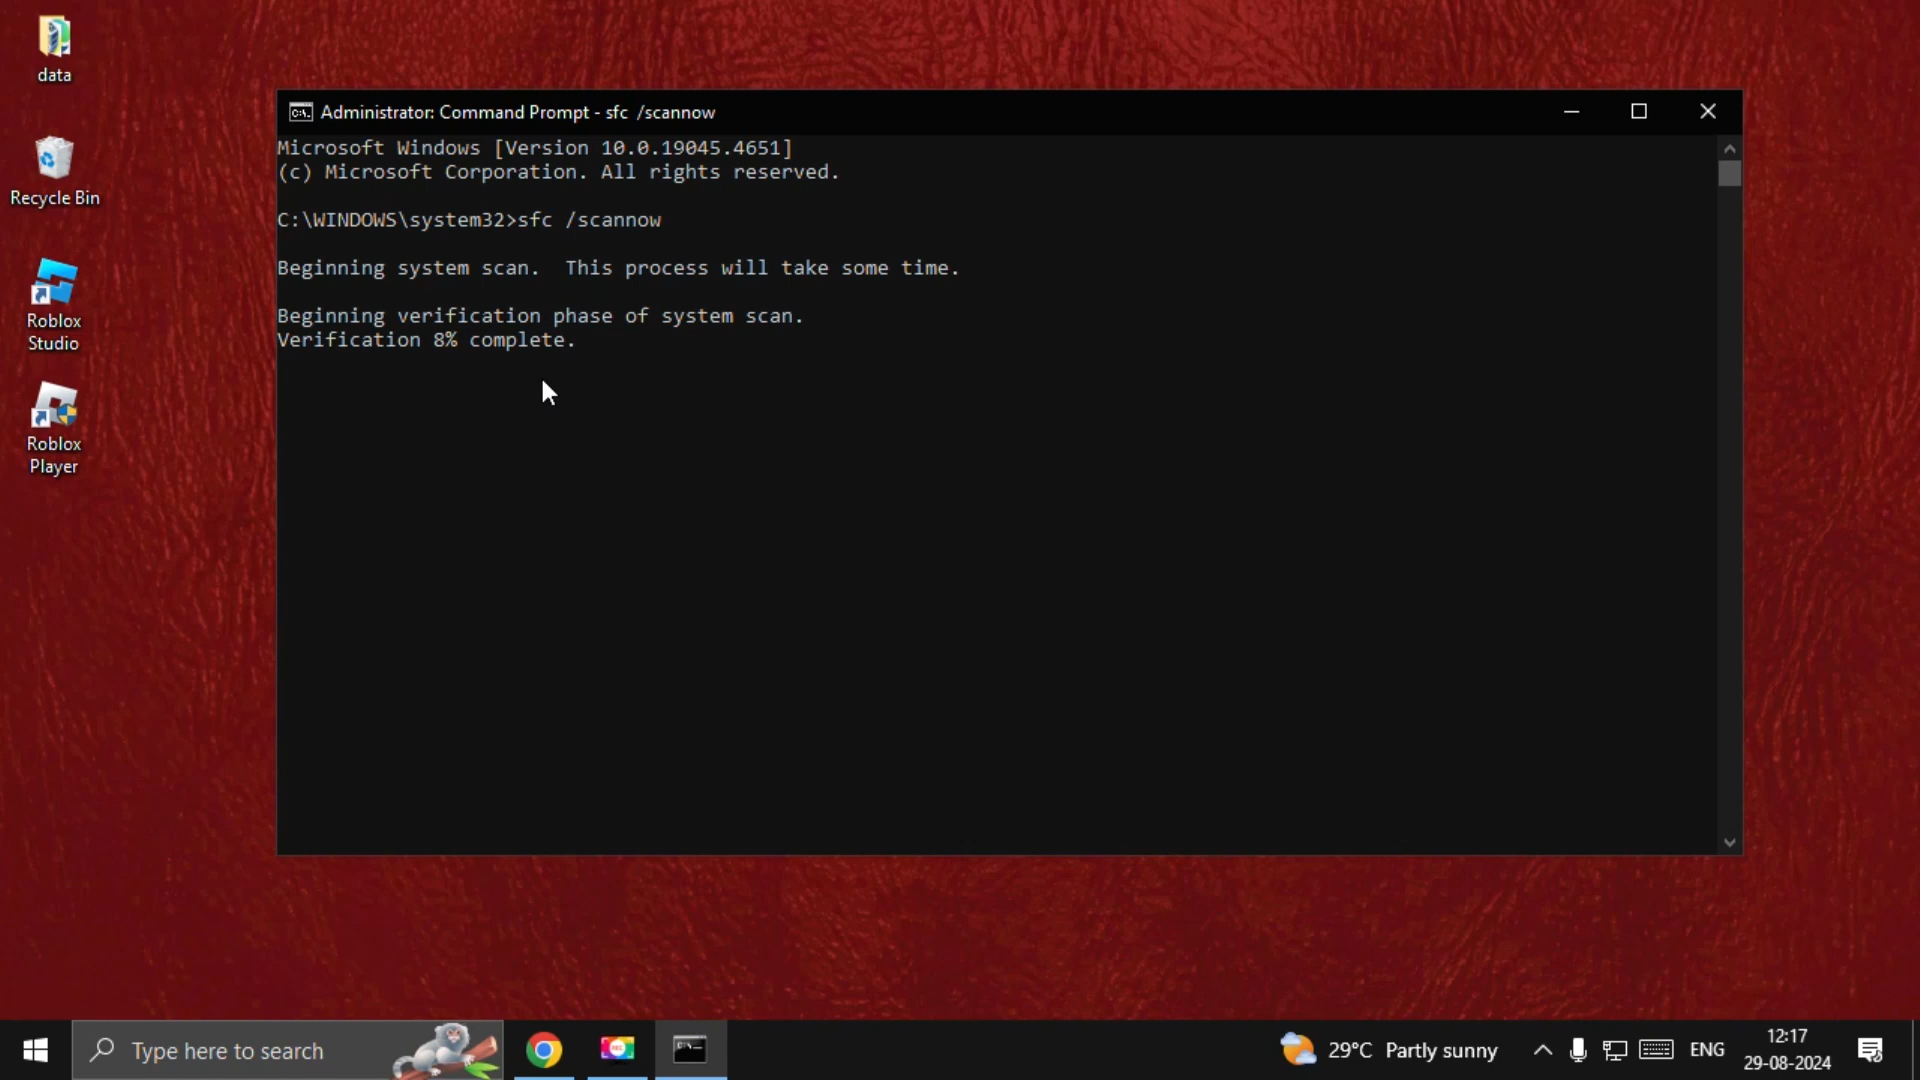 data
Recycle Bin
Roblox
Studio
Roblox
Player
Administrator: Command Prompt - sfc /scannow
Microsoft Windows [Version 10.0.19045.4651]
(c) Microsoft Corporation. All rights reserved.
C:\WINDOWS\system32>sfc /scannow
Beginning system scan.  This process will take some time.
Beginning verification phase of system scan.
Verification 8% complete.
Type here to search
29°C Partly sunny
ENG
12:17
29-08-2024